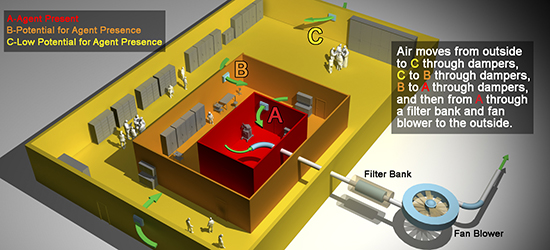 A-Agent Present
B-Potential for Agent Presence
C-Low Potential for Agent Presence
C
B
A
Air moves from outside
to C through dampers,
C to B through dampers,
B to A through dampers,
and then from A through
a filter bank and fan
blower to the outside.
Filter Bank
Fan Blower